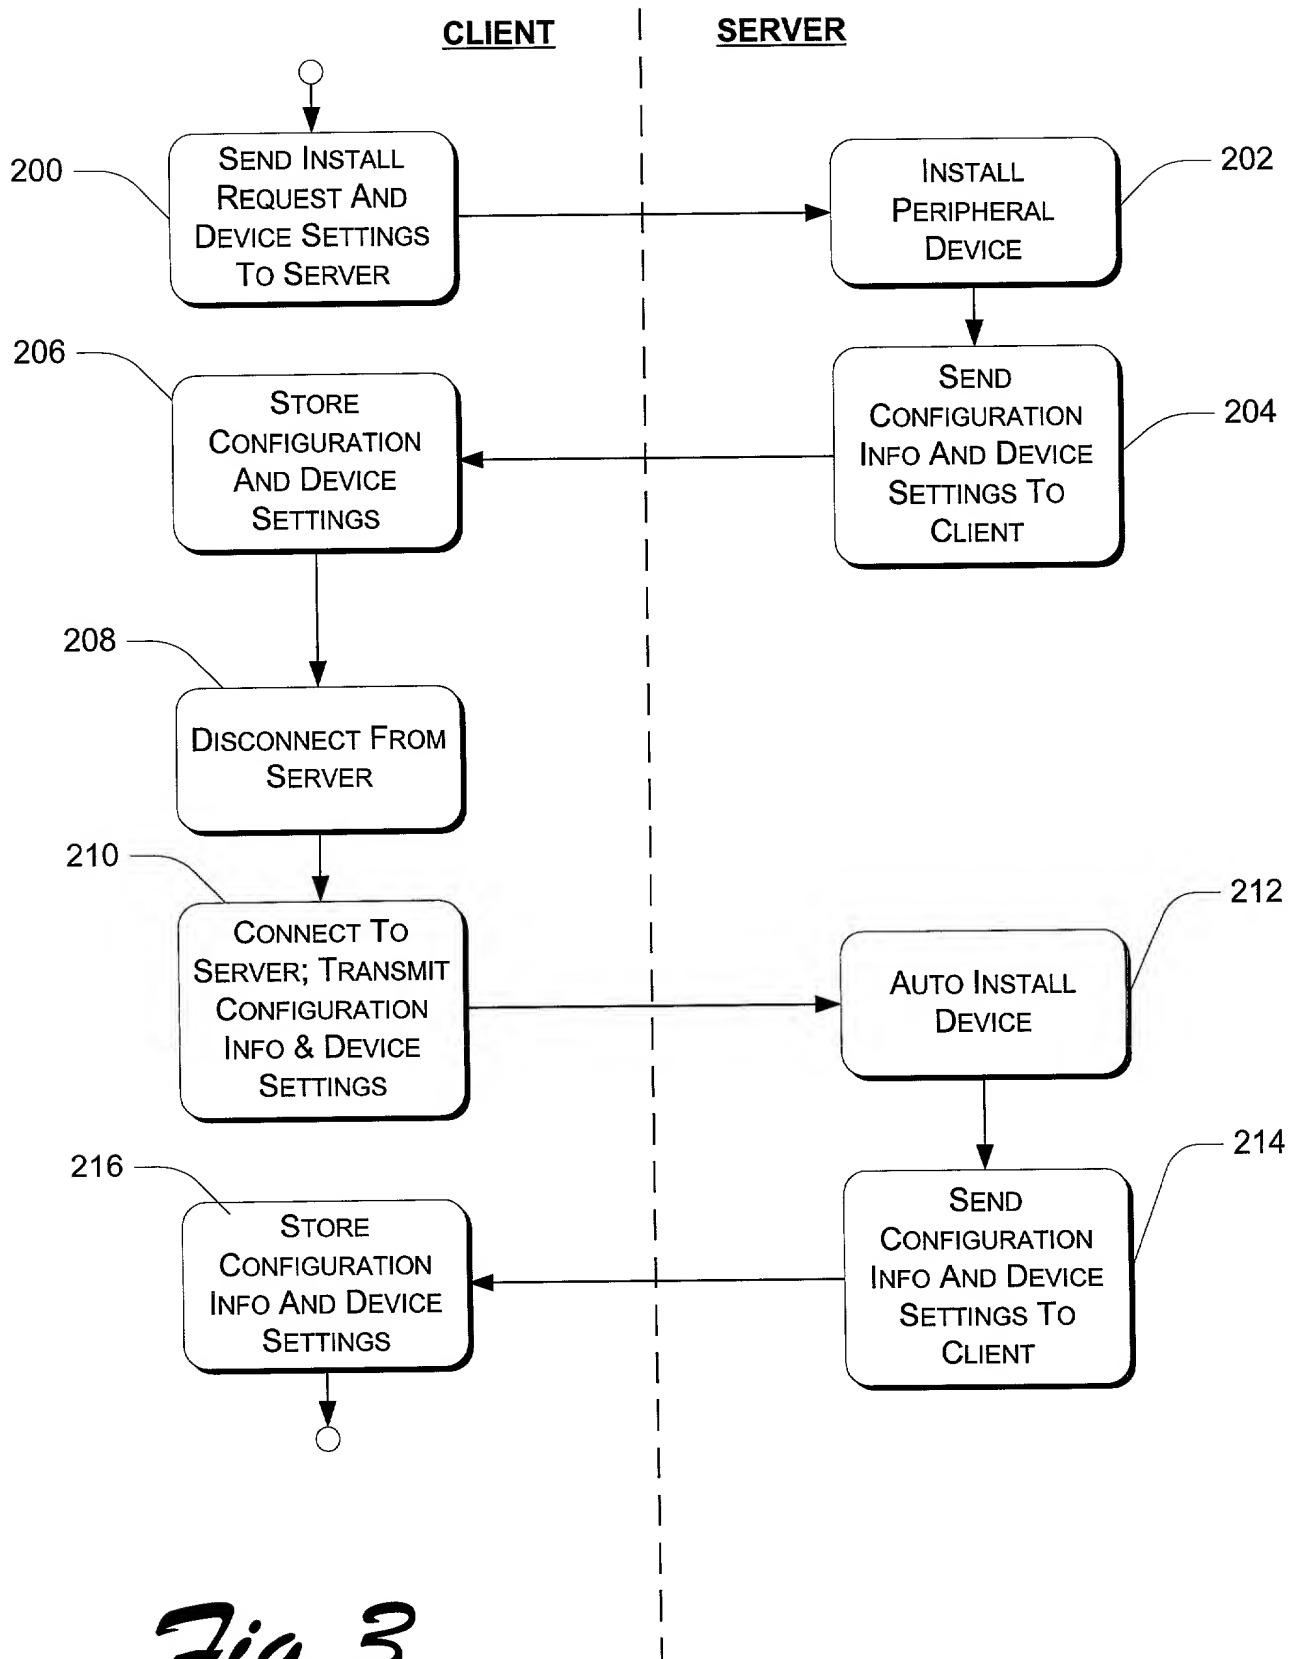 CLIENT
SERVER
200
SEND INSTALL
REQUEST AND
DEVICE SETTINGS
TO SERVER
202
INSTALL
PERIPHERAL
DEVICE
206
STORE
CONFIGURATION
AND DEVICE
SETTINGS
204
SEND
CONFIGURATION
INFO AND DEVICE
SETTINGS TO
CLIENT
208
DISCONNECT FROM
SERVER
210
CONNECT TO
SERVER; TRANSMIT
CONFIGURATION
INFO & DEVICE
SETTINGS
212
AUTO INSTALL
DEVICE
216
STORE
CONFIGURATION
INFO AND DEVICE
SETTINGS
214
SEND
CONFIGURATION
INFO AND DEVICE
SETTINGS TO
CLIENT
Fig. 3